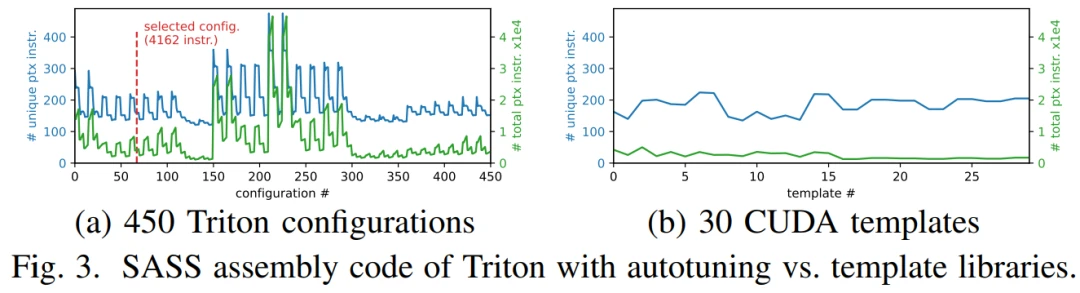 # unique ptx instr.
400
300
200
100
0
selected config.
(4162 instr.)
4
3
2
1
0
# total ptx instr. x1e4
0 50 100 150 200 250 300 350 400 450
configuration #
(a) 450 Triton configurations
# unique ptx instr.
400
300
200
100
0
4
3
2
1
0
# total ptx instr. x1e4
0 5 10 15 20 25
template #
(b) 30 CUDA templates
Fig. 3. SASS assembly code of Triton with autotuning vs. template libraries.